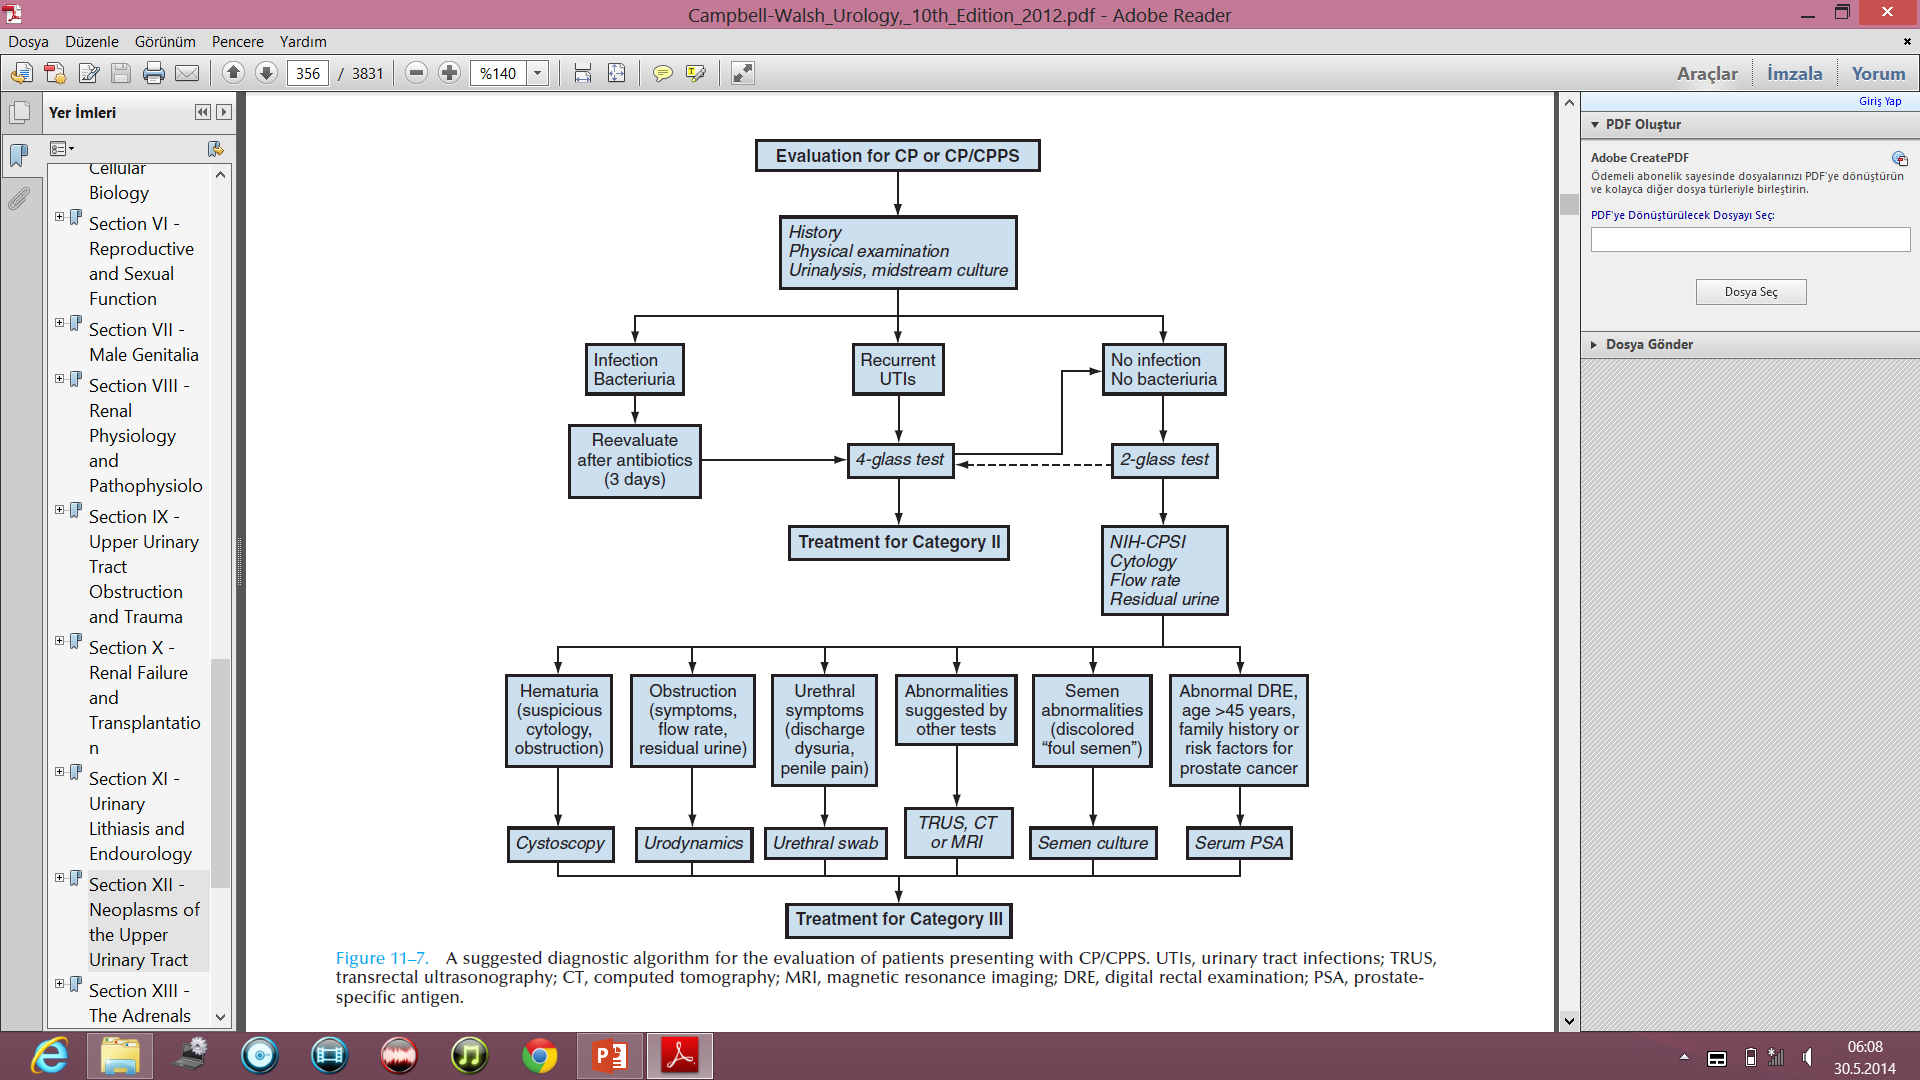 Campbell-Walsh_Urology,_10th_Edition_2012.pdf - Adobe Reader
Dosya Düzenle Görünüm Pencere Yardım
356 / 3831
%140
Araçlar İmzala Yorum
Yer İmleri
Cellular
Biology
Section VI -
Reproductive
and Sexual
Function
Section VII -
Male Genitalia
Section VIII -
Renal
Physiology
and
Pathophysiolo
Section IX -
Upper Urinary
Tract
Obstruction
and Trauma
Section X -
Renal Failure
and
Transplantatio
n
Section XI -
Urinary
Lithiasis and
Endourology
Section XII -
Neoplasms of
the Upper
Urinary Tract
Section XIII -
The Adrenals
Evaluation for CP or CP/CPPS
History
Physical examination
Urinalysis, midstream culture
Infection
Bacteriuria
Recurrent
UTIs
No infection
No bacteriuria
Reevaluate
after antibiotics
(3 days)
4-glass test
2-glass test
Treatment for Category II
NIH-CPSI
Cytology
Flow rate
Residual urine
Hematuria
(suspicious
cytology,
obstruction)
Obstruction
(symptoms,
flow rate,
residual urine)
Urethral
symptoms
(discharge
dysuria,
penile pain)
Abnormalities
suggested by
other tests
Semen
abnormalities
(discolored
“foul semen”)
Abnormal DRE,
age >45 years,
family history or
risk factors for
prostate cancer
Cystoscopy
Urodynamics
Urethral swab
TRUS, CT
or MRI
Semen culture
Serum PSA
Treatment for Category III
Figure 11–7. A suggested diagnostic algorithm for the evaluation of patients presenting with CP/CPPS. UTIs, urinary tract infections; TRUS,
transrectal ultrasonography; CT, computed tomography; MRI, magnetic resonance imaging; DRE, digital rectal examination; PSA, prostate-
specific antigen.
Giriş Yap
PDF Oluştur
Adobe CreatePDF
Ödemeli abonelik sayesinde dosyalarınızı PDF'ye dönüştürün
ve kolayca diğer dosya türleriyle birleştirin.
PDF'ye Dönüştürülecek Dosyayı Seç:
Dosya Seç
Dosya Gönder
06:08
30.5.2014